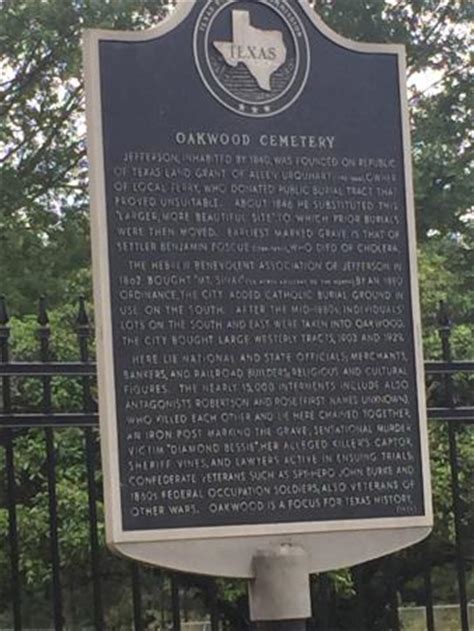 TEXAS
OAKWOOD CEMETERY
JEFFERSON, INHABITED BY 1840, WAS FOUNDED ON REPUBLIC
OF TEXAS LAND GRANT OF ALLEN URQUHART OWNER
OF LOCAL FERRY, WHO DONATED PUBLIC BURIAL TRACT THAT
PROVED UNSUITABLE. ABOUT 1846 HE SUBSTITUTED THIS
"LARGER, MORE BEAUTIFUL SITE" TO WHICH PRIOR BURIALS
WERE THEN MOVED. EARLIEST MARKED GRAVE IS THAT OF
SETTLER BENJAMIN FOSCUE WHO DIED OF CHOLERA.
THE HEBREW BENEVOLENT ASSOCIATION OF JEFFERSON IN
1862 BOUGHT "MT. SINAI" BY AN
ORDINANCE, THE CITY ADDED CATHOLIC BURIAL GROUND IN
USE ON THE SOUTH. AFTER THE MID-1880s, INDIVIDUALS'
LOTS ON THE SOUTH AND EAST WERE TAKEN INTO OAKWOOD.
THE CITY BOUGHT LARGE WESTERLY TRACTS, 1903 AND 1929.
HERE LIE NATIONAL AND STATE OFFICIALS; MERCHANTS,
BANKERS, AND RAILROAD BUILDERS; RELIGIOUS AND CULTURAL
FIGURES. THE NEARLY 15,000 INTERMENTS INCLUDE ALSO
ANTAGONISTS ROBERTSON AND ROSE (FIRST NAMES UNKNOWN),
WHO KILLED EACH OTHER AND LIE HERE CHAINED TOGETHER,
AN IRON POST MARKING THE GRAVE; SENTATIONAL MURDER
VICTIM "DIAMOND BESSIE," HER ALLEGED KILLER'S CAPTOR,
SHERIFF VINES, AND LAWYERS ACTIVE IN ENSUING TRIALS;
CONFEDERATE VETERANS SUCH AS SPY-HERO JOHN BURKE AND
1860s FEDERAL OCCUPATION SOLDIERS; ALSO VETERANS OF
OTHER WARS. OAKWOOD IS A FOCUS FOR TEXAS HISTORY.